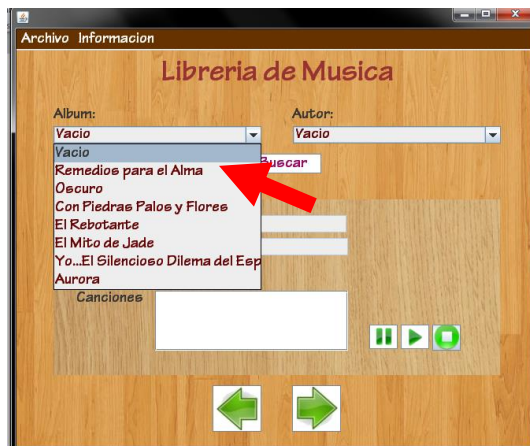 Archivo Informacion
Libreria de Musica
Album:
Autor:
Vacio
Vacio
Buscar
Vacio
Remedios para el Alma
Oscuro
Con Piedras Palos y Flores
El Rebotante
El Mito de Jade
Yo...El Silencioso Dilema del Esp
Aurora
Canciones